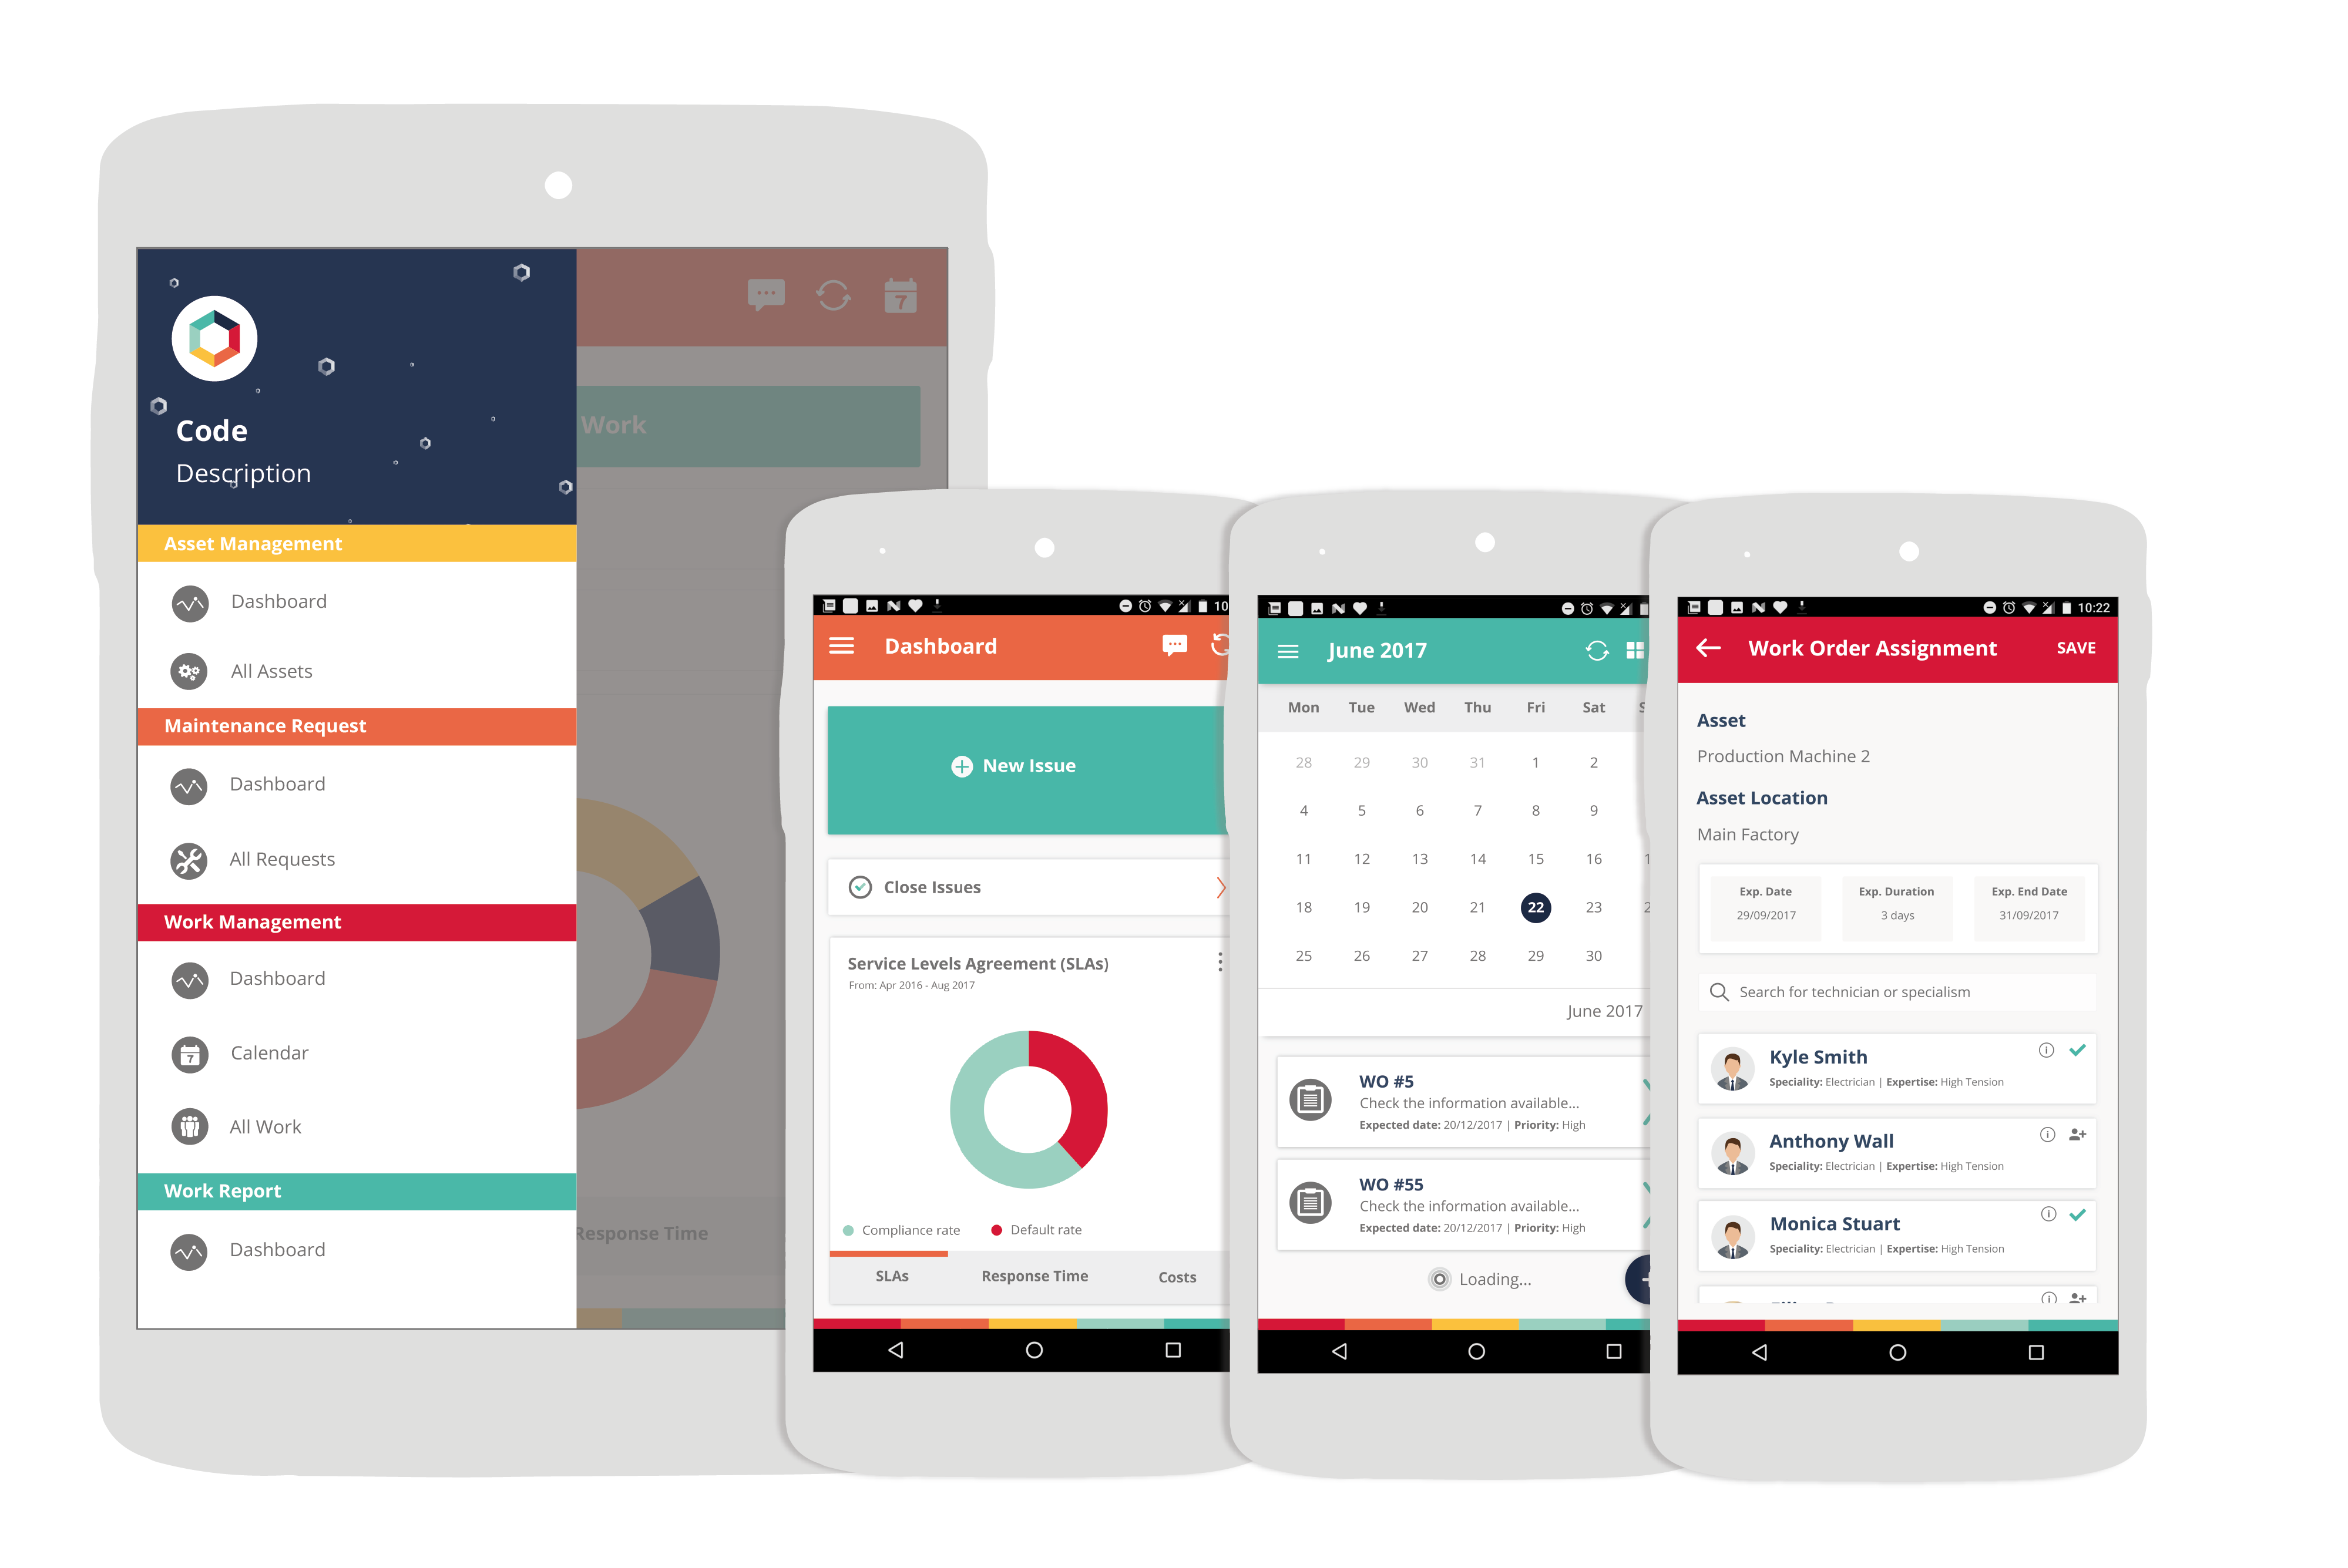 7
Code
Description
Work
Asset Management
Dashboard
All Assets
Maintenance Request
Dashboard
All Requests
Work Management
Dashboard
7
Calendar
All Work
Work Report
Dashboard
Response Time
10
Dashboard
New Issue
Close Issues
Service Levels Agreement (SLAs)
From: Apr 2016 - Aug 2017
Compliance rate
Default rate
SLAs Response Time Costs
June 2017
Mon Tue Wed Thu Fri Sat S
28 29 30 31 1 2
4 5 6 7 8 9
11 12 13 14 15 16 1
18 19 20 21 22 23 2
25 26 27 28 29 30
June 2017
WO #5
Check the information available...
Expected date: 20/12/2017 | Priority: High
WO #55
Check the information available...
Expected date: 20/12/2017 | Priority: High
Loading...
10:22
Work Order Assignment SAVE
Asset
Production Machine 2
Asset Location
Main Factory
Exp. Date Exp. Duration Exp. End Date
29/09/2017 3 days 31/09/2017
Search for technician or specialism
Kyle Smith
Speciality: Electrician | Expertise: High Tension
Anthony Wall
Speciality: Electrician | Expertise: High Tension
Monica Stuart
Speciality: Electrician | Expertise: High Tension